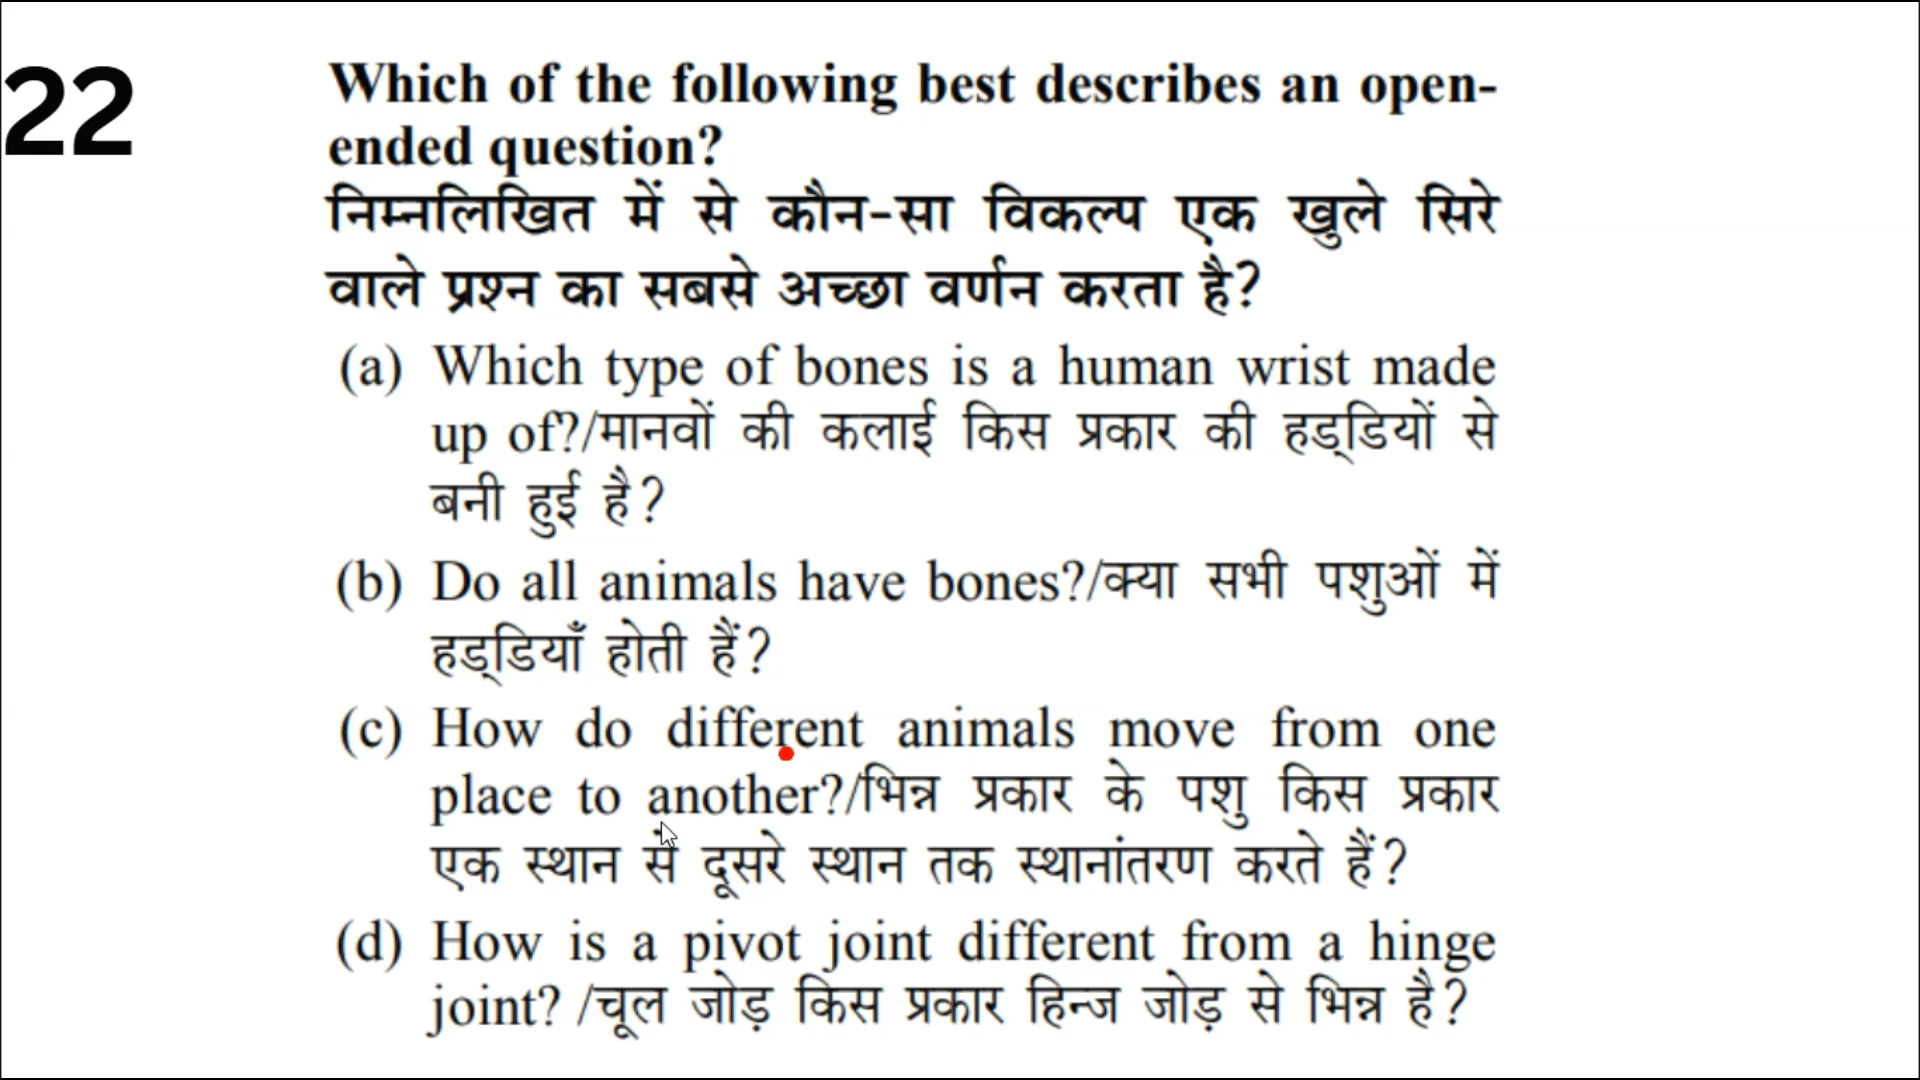 22
Which of the following best describes an open-
ended question?
निम्नलिखित में से कौन-सा विकल्प एक खुले सिरे
वाले प्रश्न का सबसे अच्छा वर्णन करता है?
(a) Which type of bones is a human wrist made
up of?/मानवों की कलाई किस प्रकार की हड्डियों से
बनी हुई है?
(b) Do all animals have bones?/क्या सभी पशुओं में
हड्डियाँ होती हैं?
(c) How do different animals move from one
place to another?/भिन्न प्रकार के पशु किस प्रकार
एक स्थान से दूसरे स्थान तक स्थानांतरण करते हैं?
(d) How is a pivot joint different from a hinge
joint? /चूल जोड़ किस प्रकार हिन्ज जोड़ से भिन्न है?